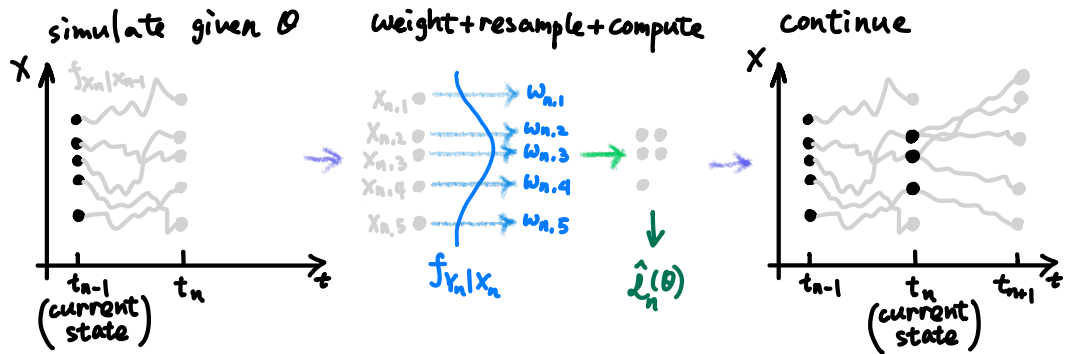 simulate given θ
weight+resample+compute
continue
X
f_{X_n|X_{n-1}}
t_{n-1}
t_n
t
(current state)
X_{n,1}
X_{n,2}
X_{n,3}
X_{n,4}
X_{n,5}
w_{n,1}
w_{n,2}
w_{n,3}
w_{n,4}
w_{n,5}
f_{Y_n|X_n}
\hat{L}_n(θ)
X
t_{n-1}
t_n
t_{n+1}
t
(current state)